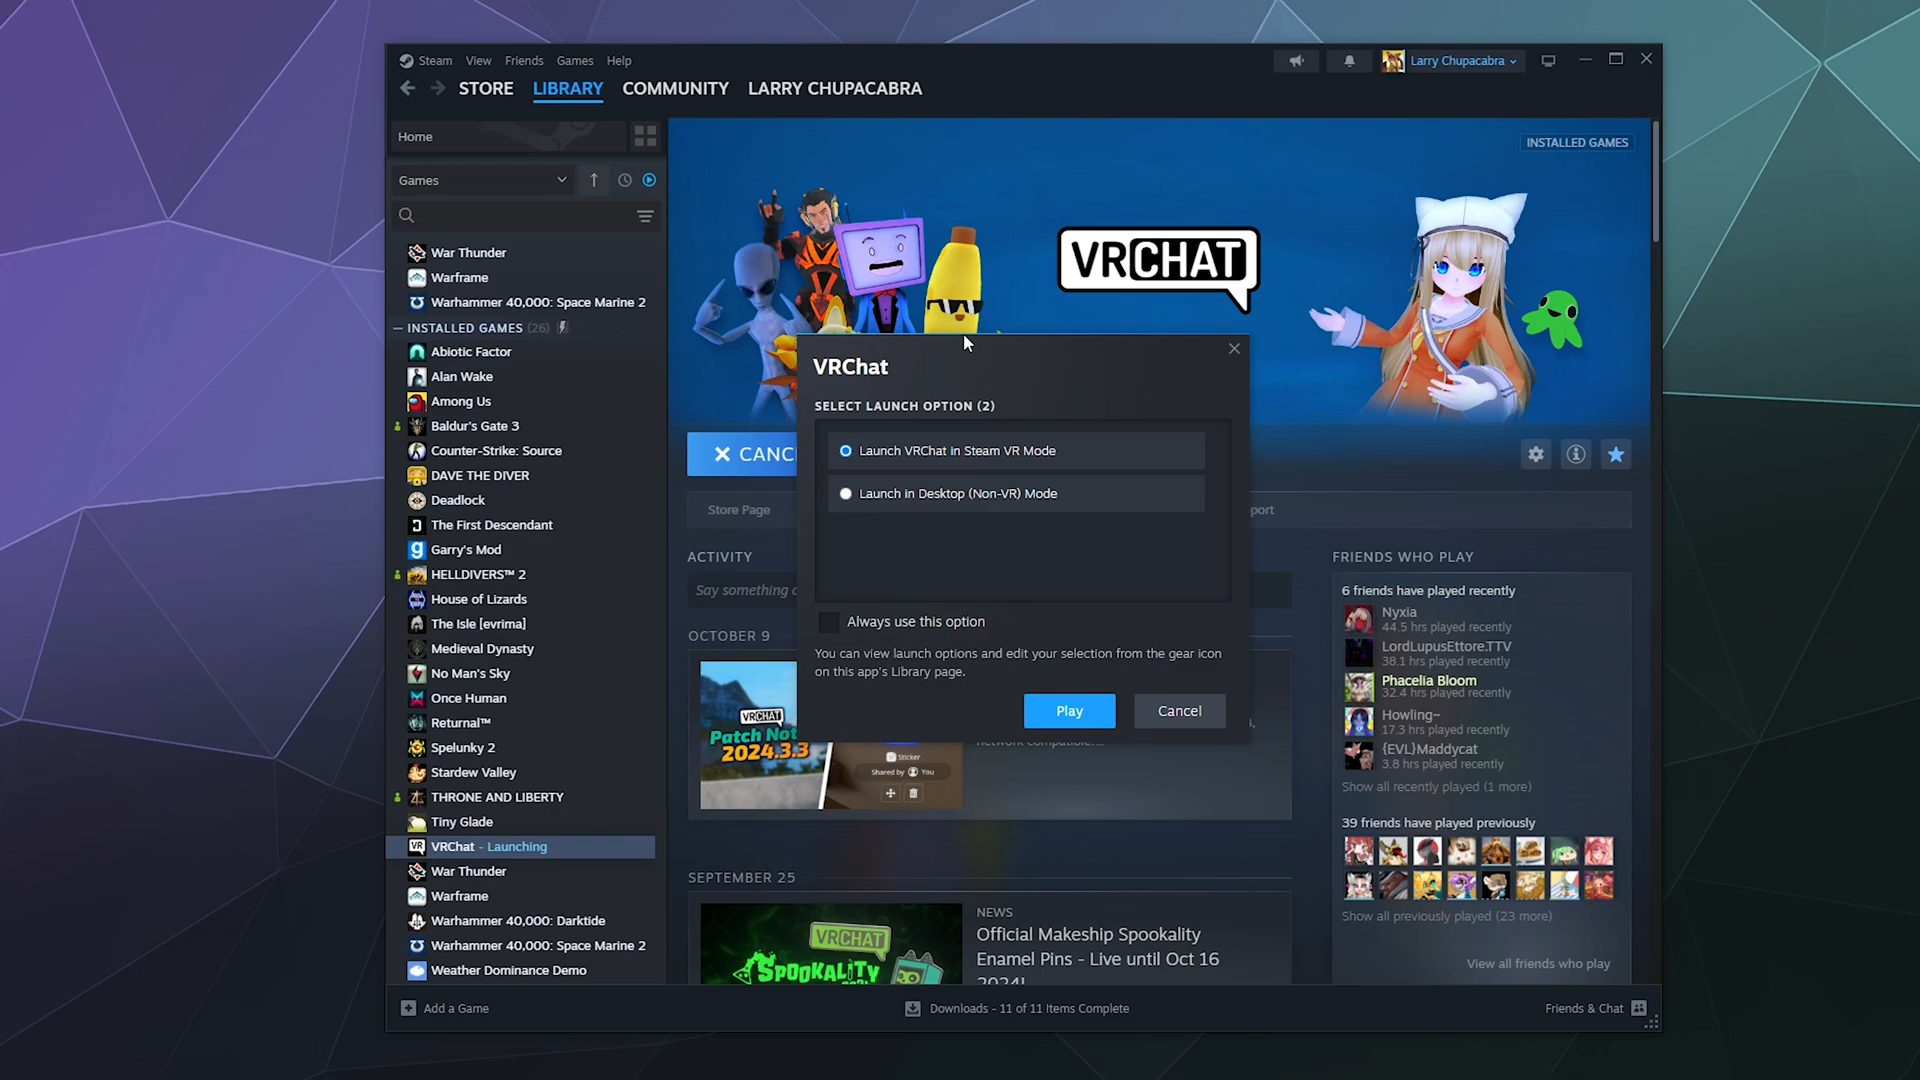 Steam View Friends Games Help
Larry Chupacabra
STORE LIBRARY COMMUNITY LARRY CHUPACABRA
Home
Games
War Thunder
Warframe
Warhammer 40,000: Space Marine 2
INSTALLED GAMES (26)
Abiotic Factor
Alan Wake
Among Us
Baldur's Gate 3
Counter-Strike: Source
DAVE THE DIVER
Deadlock
The First Descendant
Garry's Mod
HELLDIVERS™ 2
House of Lizards
The Isle [evrima]
Medieval Dynasty
No Man's Sky
Once Human
Returnal™
Spelunky 2
Stardew Valley
THRONE AND LIBERTY
Tiny Glade
VRChat - Launching
War Thunder
Warframe
Warhammer 40,000: Darktide
Warhammer 40,000: Space Marine 2
Weather Dominance Demo
INSTALLED GAMES
VRCHAT
CANC
Store Page
port
VRChat
SELECT LAUNCH OPTION (2)
Launch VRChat in Steam VR Mode
Launch in Desktop (Non-VR) Mode
Always use this option
You can view launch options and edit your selection from the gear icon
on this app's Library page.
Play Cancel
ACTIVITY
Say something
OCTOBER 9
VRCHAT
Patch Not
2024.3.3
Sticker
Shared by You
network compatible....
SEPTEMBER 25
VRCHAT
SPOOKALITY
NEWS
Official Makeship Spookality
Enamel Pins - Live until Oct 16
2024!
FRIENDS WHO PLAY
6 friends have played recently
Nyxia
44.5 hrs played recently
LordLupusEttore.TTV
38.1 hrs played recently
Phacelia Bloom
32.4 hrs played recently
Howling~
17.3 hrs played recently
{EVL}Maddycat
3.8 hrs played recently
Show all recently played (1 more)
39 friends have played previously
Show all previously played (23 more)
View all friends who play
Add a Game
Downloads - 11 of 11 Items Complete
Friends & Chat